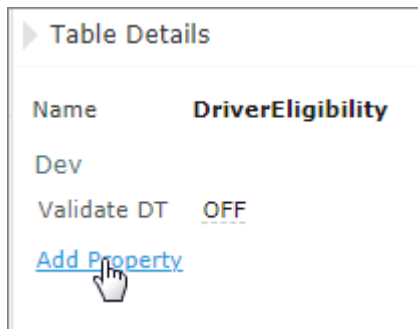 Table Details
Name DriverEligibility
Dev
Validate DT OFF
Add Property